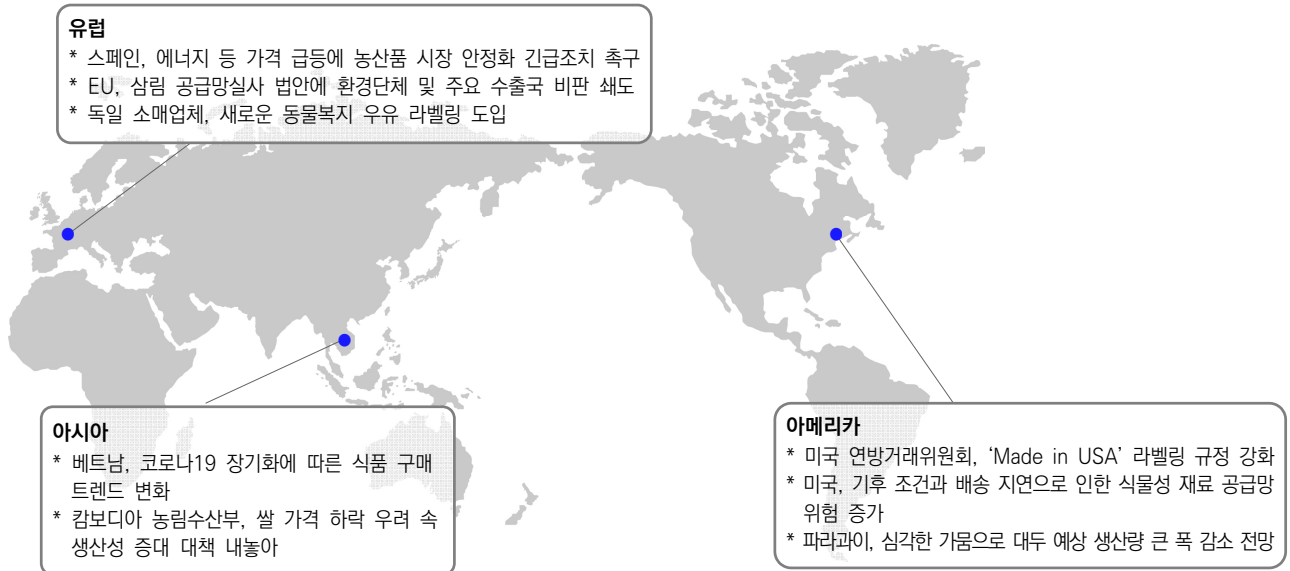 유럽
* 스페인, 에너지 등 가격 급등에 농산품 시장 안정화 긴급조치 촉구
* EU, 삼림 공급망실사 법안에 환경단체 및 주요 수출국 비판 쇄도
* 독일 소매업체, 새로운 동물복지 우유 라벨링 도입
아시아
* 베트남, 코로나19 장기화에 따른 식품 구매
트렌드 변화
* 캄보디아 농림수산부, 쌀 가격 하락 우려 속
생산성 증대 대책 내놓아
아메리카
* 미국 연방거래위원회, ‘Made in USA’ 라벨링 규정 강화
* 미국, 기후 조건과 배송 지연으로 인한 식물성 재료 공급망
위험 증가
* 파라과이, 심각한 가뭄으로 대두 예상 생산량 큰 폭 감소 전망